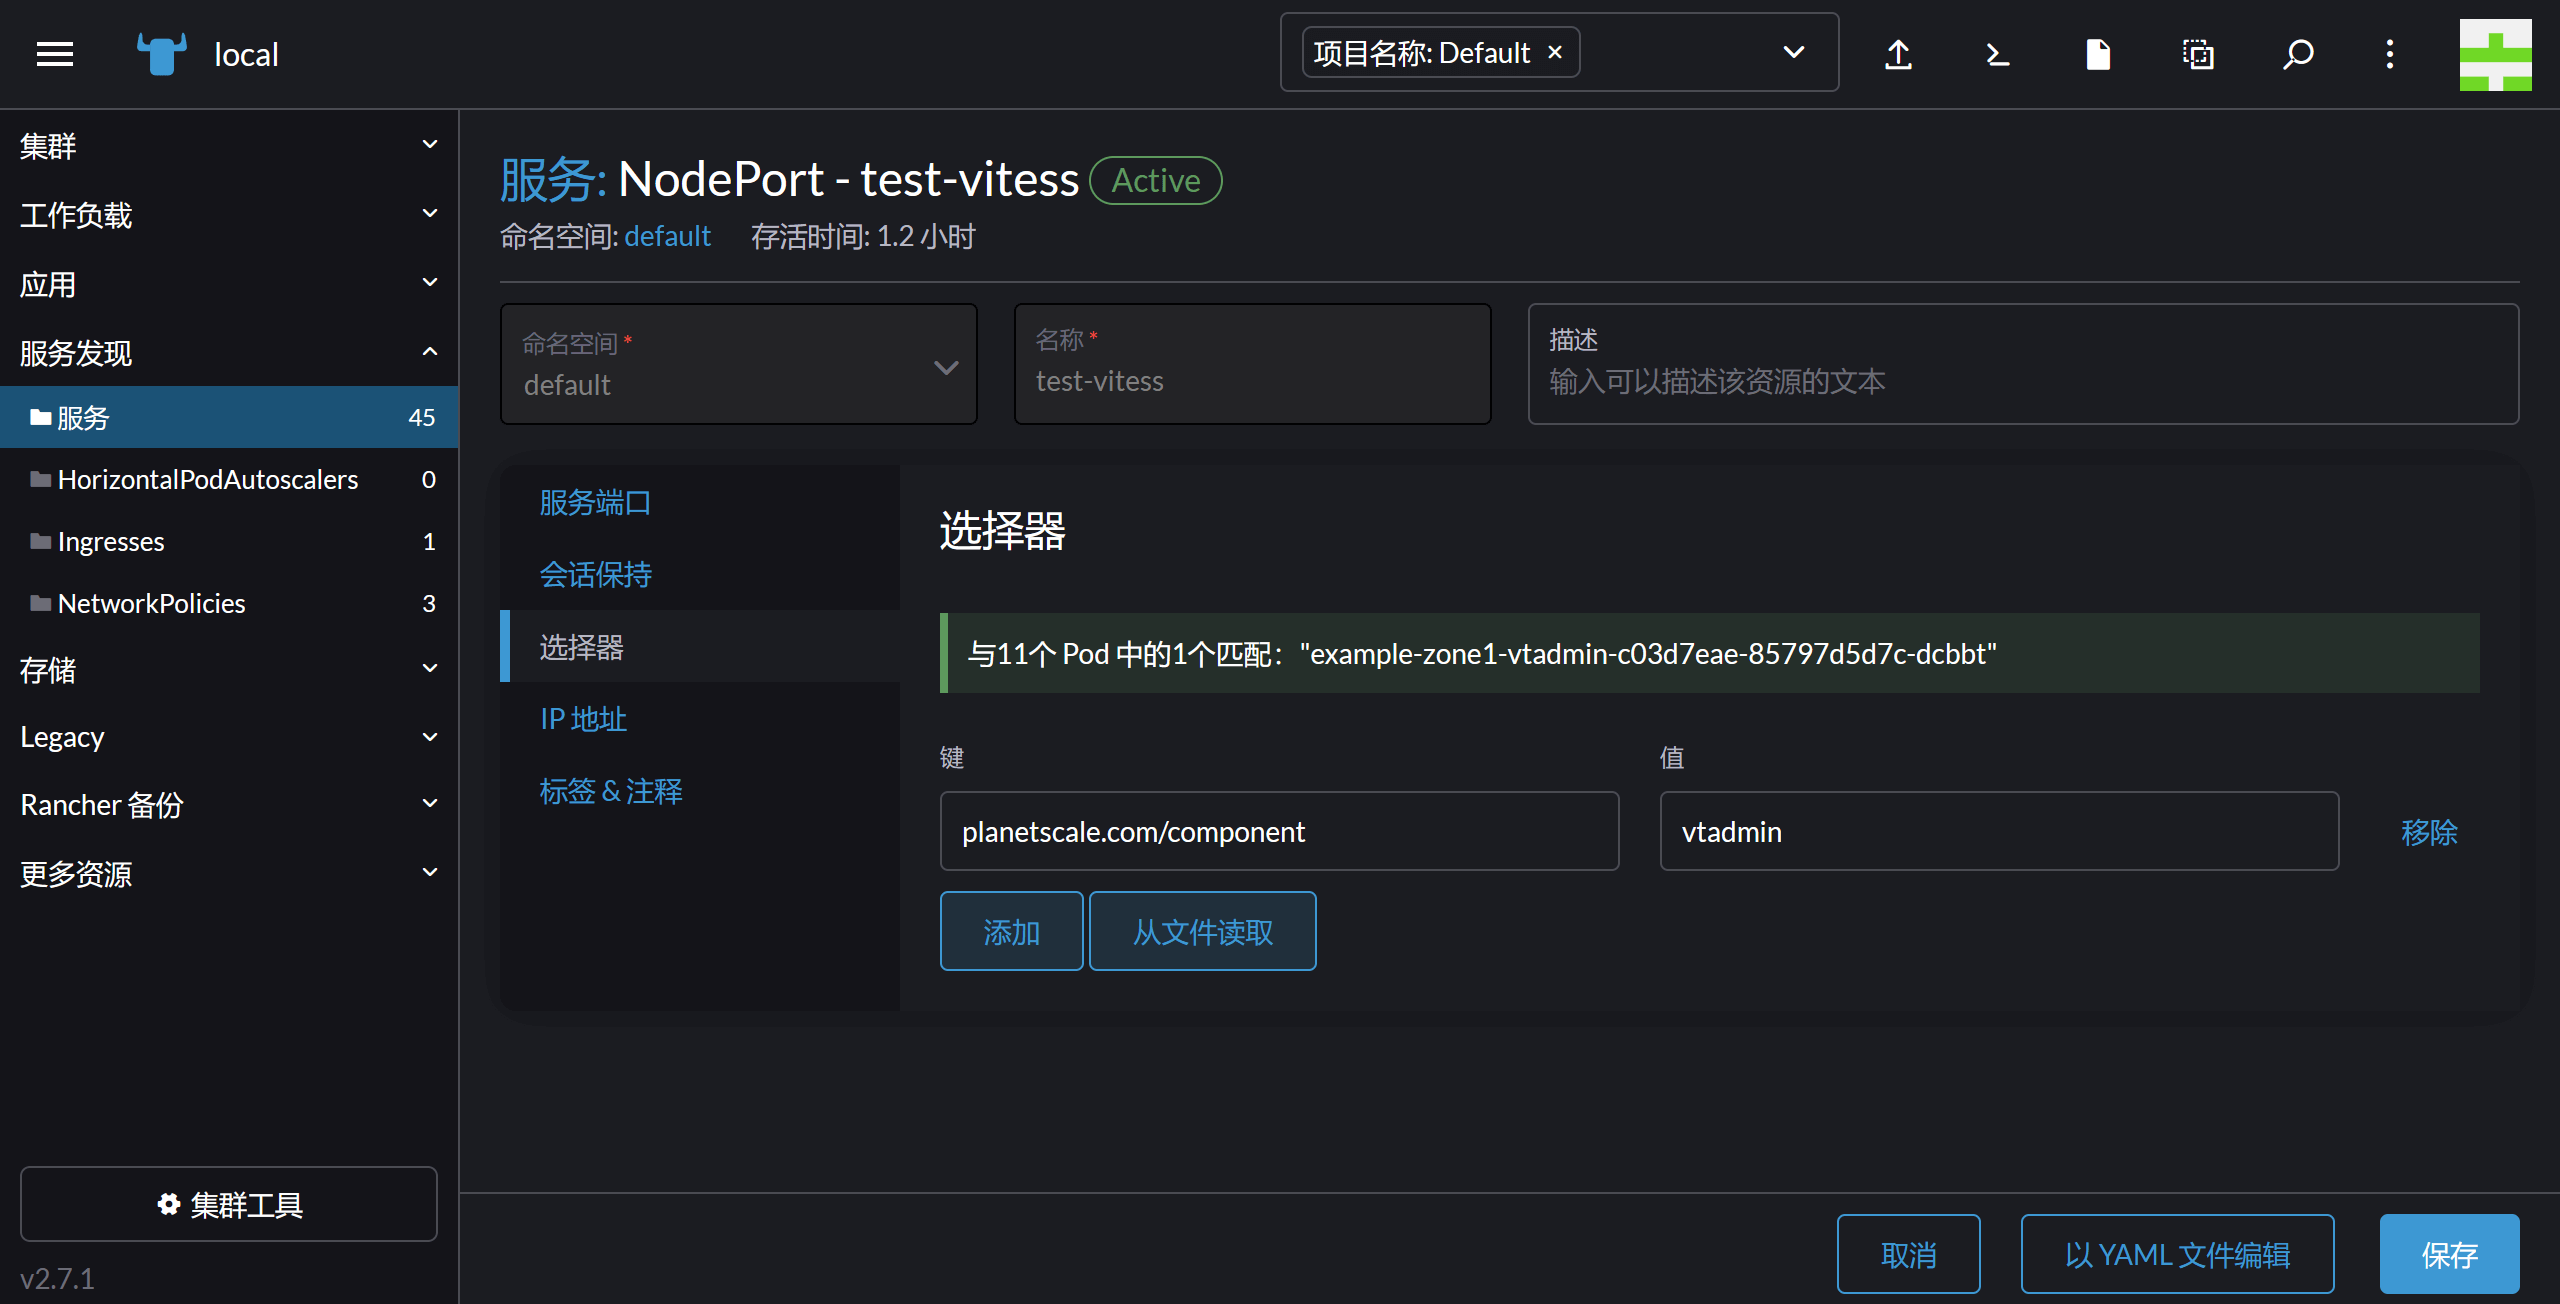 local
项目名称: Default ×
集群
工作负载
应用
服务发现
服务 45
HorizontalPodAutoscalers 0
Ingresses 1
NetworkPolicies 3
存储
Legacy
Rancher 备份
更多资源
集群工具
v2.7.1
服务: NodePort - test-vitess Active
命名空间: default 存活时间: 1.2 小时
命名空间 *
default
名称 *
test-vitess
描述
输入可以描述该资源的文本
服务端口
会话保持
选择器
IP 地址
标签 & 注释
选择器
与11个 Pod 中的1个匹配："example-zone1-vtadmin-c03d7eae-85797d5d7c-dcbbt"
键 值
planetscale.com/component vtadmin 移除
添加 从文件读取
取消 以 YAML 文件编辑 保存